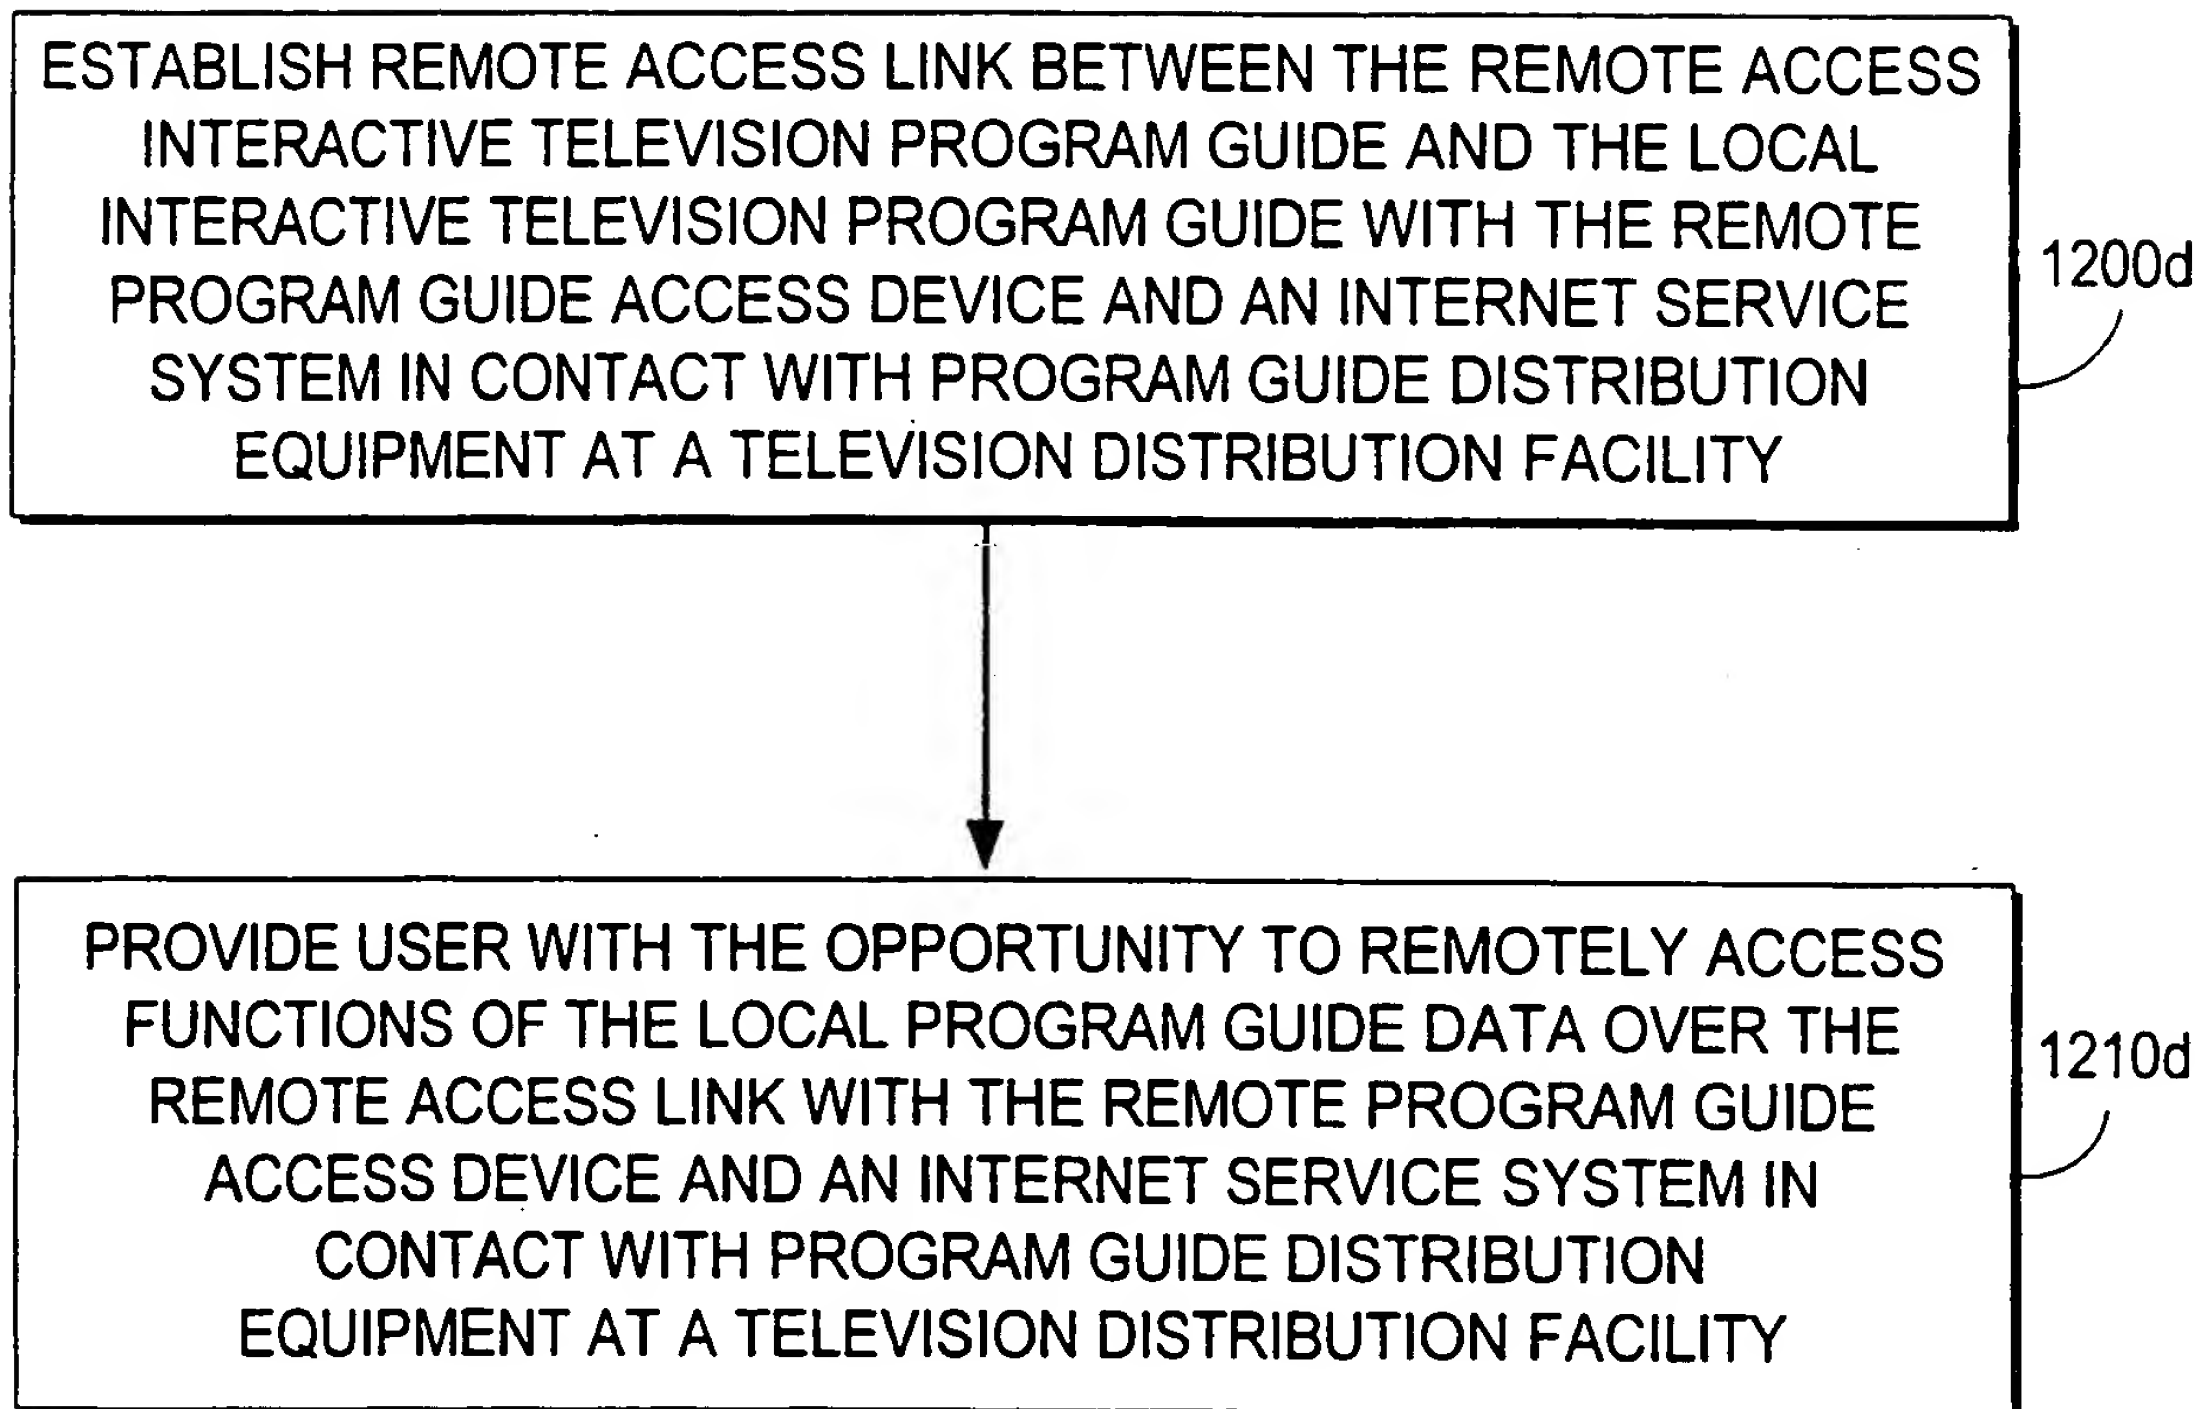 ESTABLISH REMOTE ACCESS LINK BETWEEN THE REMOTE ACCESS
INTERACTIVE TELEVISION PROGRAM GUIDE AND THE LOCAL
INTERACTIVE TELEVISION PROGRAM GUIDE WITH THE REMOTE
PROGRAM GUIDE ACCESS DEVICE AND AN INTERNET SERVICE
SYSTEM IN CONTACT WITH PROGRAM GUIDE DISTRIBUTION
EQUIPMENT AT A TELEVISION DISTRIBUTION FACILITY
1200d
PROVIDE USER WITH THE OPPORTUNITY TO REMOTELY ACCESS
FUNCTIONS OF THE LOCAL PROGRAM GUIDE DATA OVER THE
REMOTE ACCESS LINK WITH THE REMOTE PROGRAM GUIDE
ACCESS DEVICE AND AN INTERNET SERVICE SYSTEM IN
CONTACT WITH PROGRAM GUIDE DISTRIBUTION
EQUIPMENT AT A TELEVISION DISTRIBUTION FACILITY
1210d